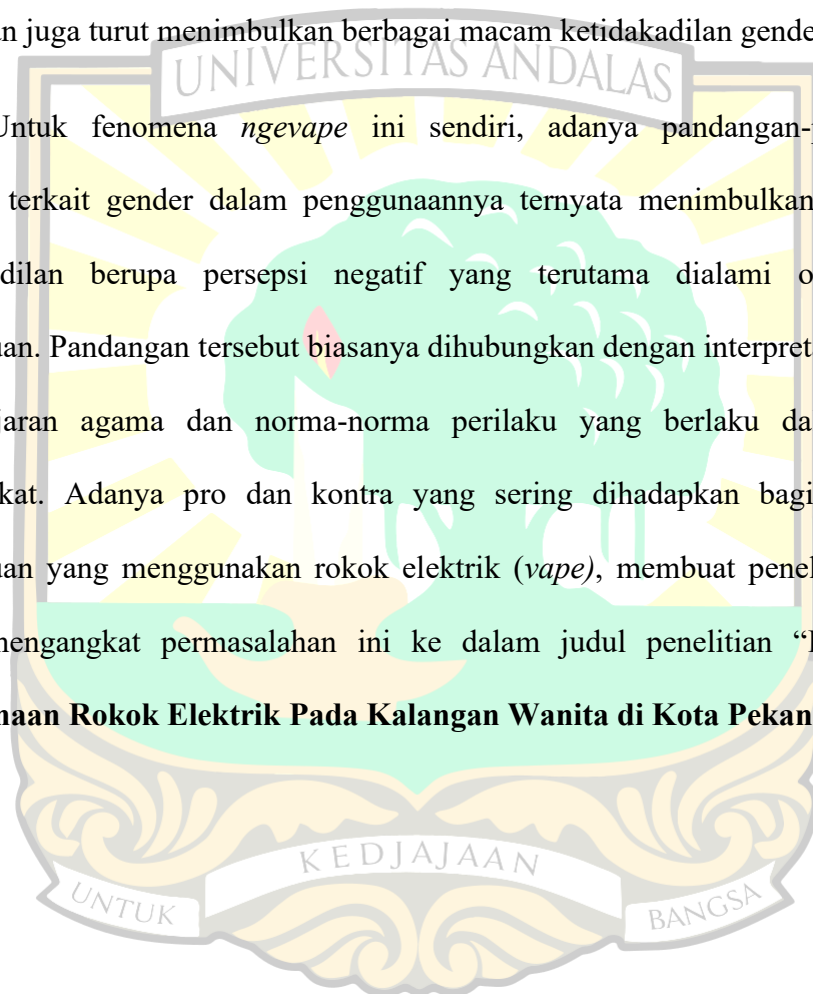 an juga turut menimbulkan berbagai macam ketidakadilan gende
UNIVERSITAS ANDALAS
Untuk fenomena ngevape ini sendiri, adanya pandangan-p
terkait gender dalam penggunaannya ternyata menimbulkan
dilan berupa persepsi negatif yang terutama dialami o
uan. Pandangan tersebut biasanya dihubungkan dengan interpreta
jaran agama dan norma-norma perilaku yang berlaku da
kat. Adanya pro dan kontra yang sering dihadapkan bagi
uan yang menggunakan rokok elektrik (vape), membuat penel
mengangkat permasalahan ini ke dalam judul penelitian “
naan Rokok Elektrik Pada Kalangan Wanita di Kota Pekan
KEDJAJAAN
UNTUK BANGSA